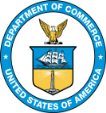 DEPARTMENT OF COMMERCE
UNITED STATES OF AMERICA